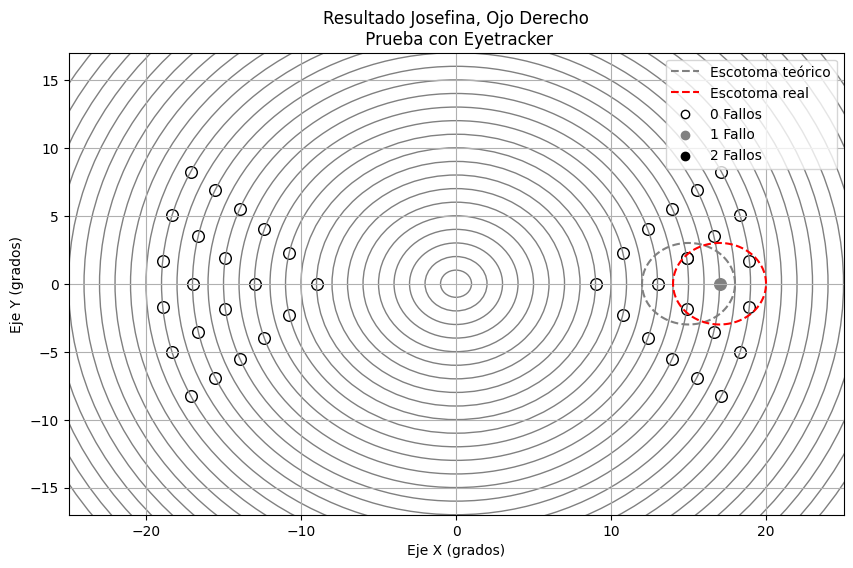 Resultado Josefina, Ojo Derecho
Prueba con Eyetracker
Escotoma teórico
Escotoma real
0 Fallos
1 Fallo
2 Fallos
Eje Y (grados)
15
10
5
0
−5
−10
−15
−20
−10
0
10
20
Eje X (grados)